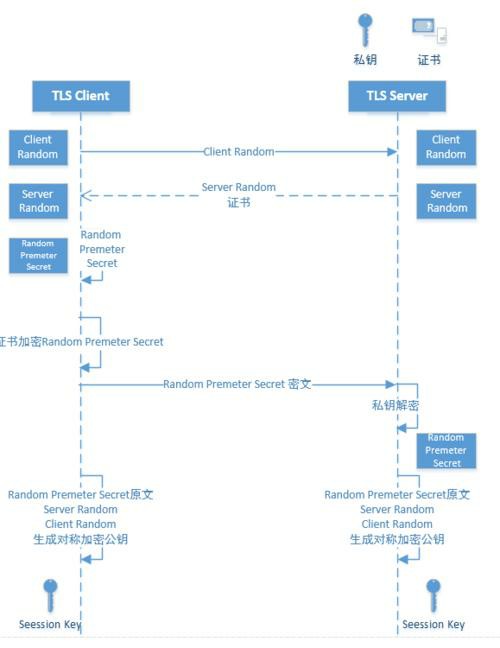 私钥
证书
TLS Client
TLS Server
Client
Random
Client Random
Client
Random
Server
Random
Server Random
证书
Server
Random
Random
Premeter
Secret
Random
Premeter
Secret
证书加密Random Premeter Secret
Random Premeter Secret 密文
私钥解密
Random
Premeter
Secret
Random Premeter Secret原文
Server Random
Client Random
生成对称加密公钥
Random Premeter Secret原文
Server Random
Client Random
生成对称加密公钥
Seession Key
Seession Key